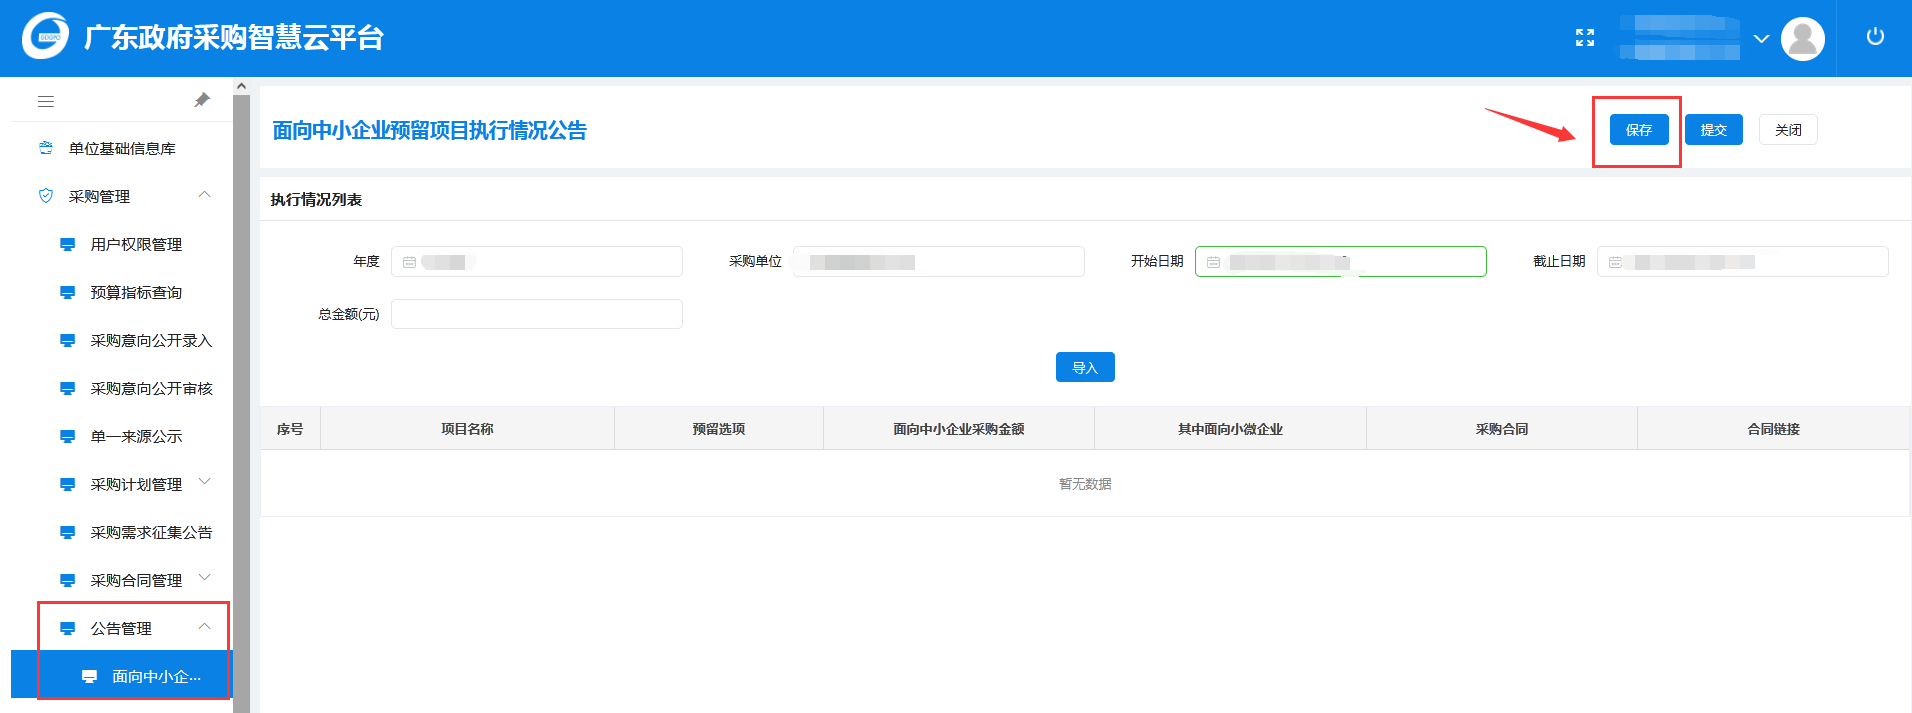 广东政府采购智慧云平台
单位基础信息库
采购管理
用户权限管理
预算指标查询
采购意向公开录入
采购意向公开审核
单一来源公示
采购计划管理
采购需求征集公告
采购合同管理
公告管理
面向中小企...
面向中小企业预留项目执行情况公告
保存 提交 关闭
执行情况列表
年度 采购单位 开始日期 截止日期
总金额(元)
导入
序号 项目名称 预留选项 面向中小企业采购金额 其中面向小微企业 采购合同 合同链接
暂无数据